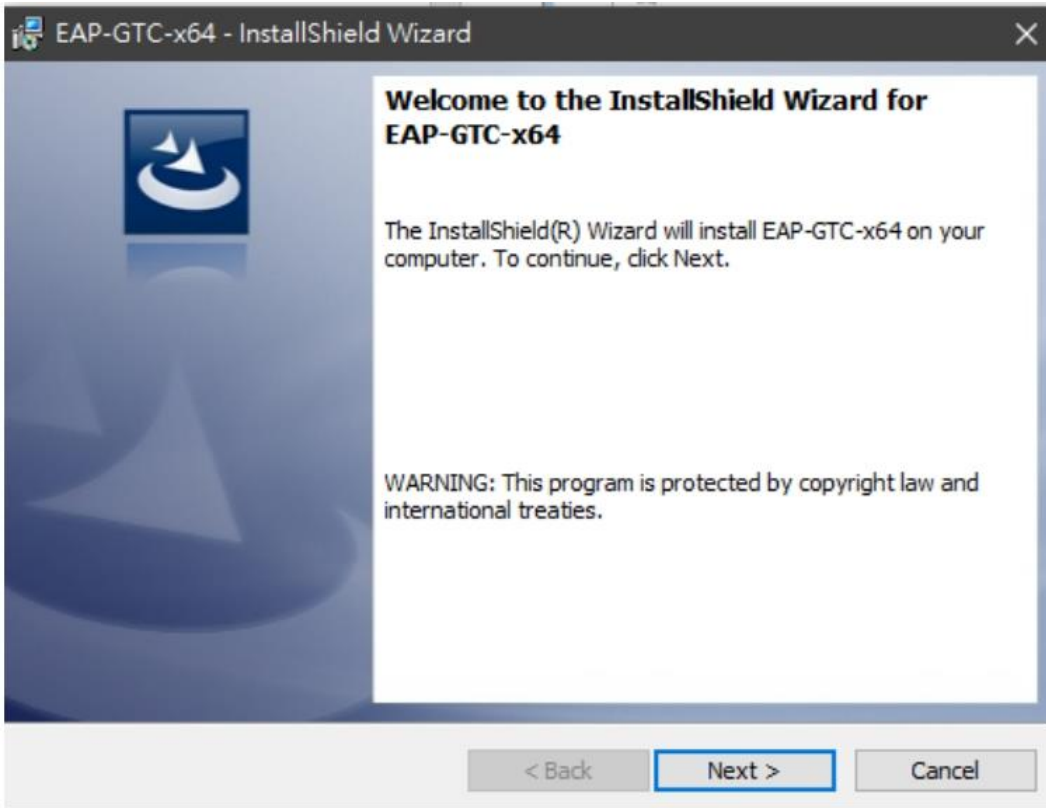 EAP-GTC-x64 - InstallShield Wizard
Welcome to the InstallShield Wizard for
EAP-GTC-x64
The InstallShield(R) Wizard will install EAP-GTC-x64 on your
computer. To continue, click Next.
WARNING: This program is protected by copyright law and
international treaties.
< Back
Next >
Cancel